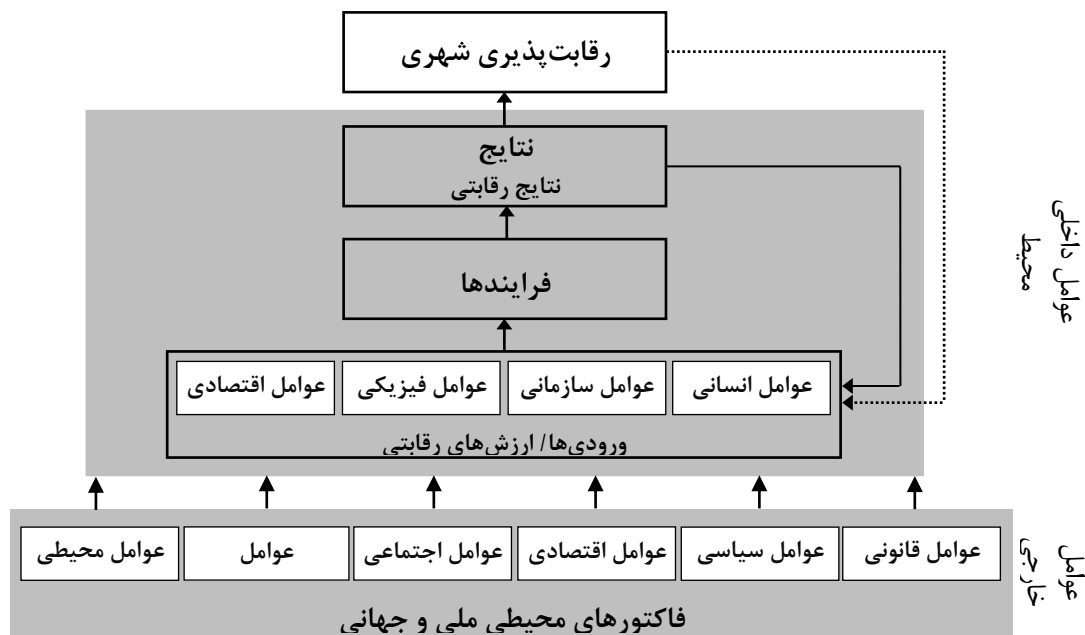 رقابت‌پذیری شهری
نتایج
نتایج رقابتی
فرایندها
عوامل انسانی
عوامل سازمانی
عوامل فیزیکی
عوامل اقتصادی
ورودی‌ها/ ارزش‌های رقابتی
عوامل داخلی
محیط
عوامل قانونی
عوامل سیاسی
عوامل اقتصادی
عوامل اجتماعی
عوامل
عوامل محیطی
فاکتورهای محیطی ملی و جهانی
عوامل
خارجی